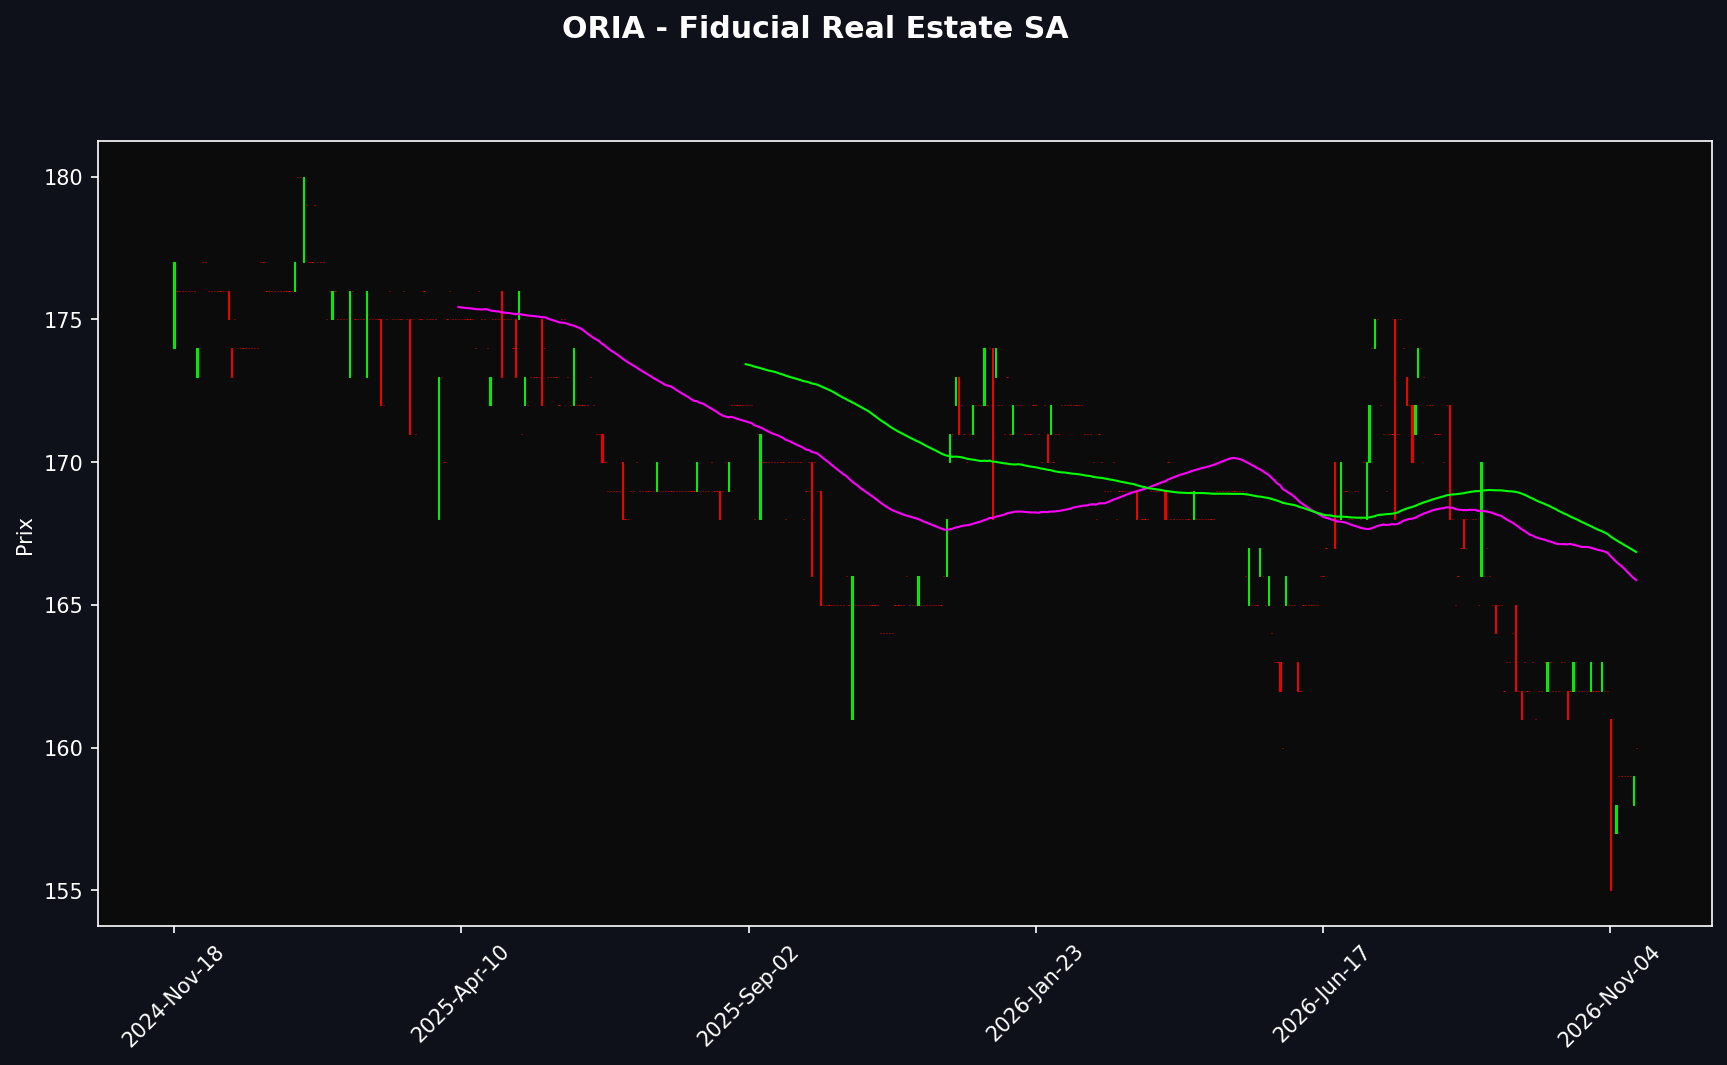 ORIA - Fiducial Real Estate SA
Prix
180
175
170
165
160
155
2024-Nov-18
2025-Apr-10
2025-Sep-02
2026-Jan-23
2026-Jun-17
2026-Nov-04